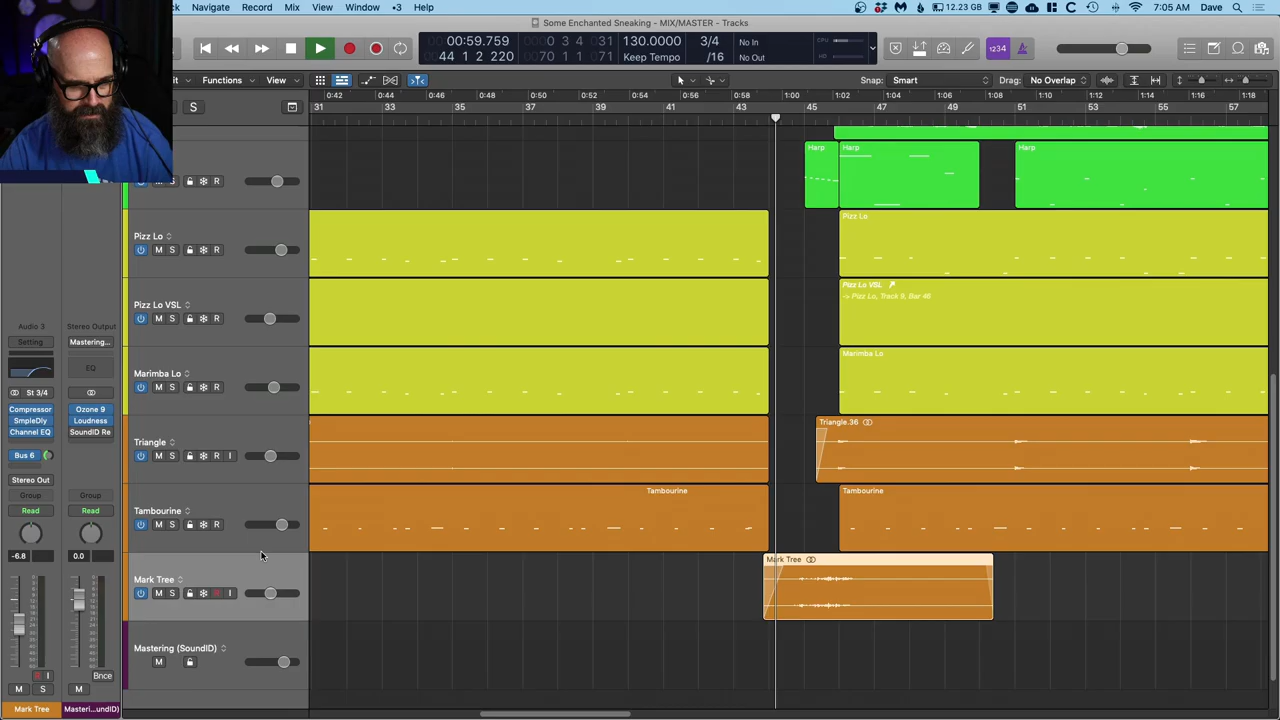 Navigate Record Mix View Window •3 Help 12.23 GB 7:05 AM Dave
Some Enchanted Sneaking - MIX/MASTER - Tracks
00:59.759 0 3 4 031 130.0000 3/4 No In CPU
44 1 2 220 Keep Tempo /16 No Out HD
1234
it Functions View Snap: Smart Drag: No Overlap
S
0:42 0:44 0:46 0:48 0:50 0:52 0:54 0:56 0:58 1:00 1:02 1:04 1:06 1:08 1:10 1:12 1:14 1:16 1:18
31 33 35 37 39 41 43 45 47 49 51 53 55 57
Harp Harp Harp
M S R
Pizz Lo Pizz Lo
M S R
Pizz Lo VSL Pizz Lo VSL
-> Pizz Lo, Track 9, Bar 46
M S R
Audio 3 Stereo Output
Setting Mastering...
EQ
Marimba Lo Marimba Lo
M S R
St 3/4
Compressor Ozone 9
SmpleDly Loudness
Channel EQ SoundID Re
Triangle Triangle.36
M S R I
Bus 6
Stereo Out
Group Group
Read Read
Tambourine Tambourine Tambourine
M S R
-6.8 0.0
Mark Tree Mark Tree
M S R I
Mastering (SoundID)
M
R I Bnce
M S M
Mark Tree Masteri...undID)